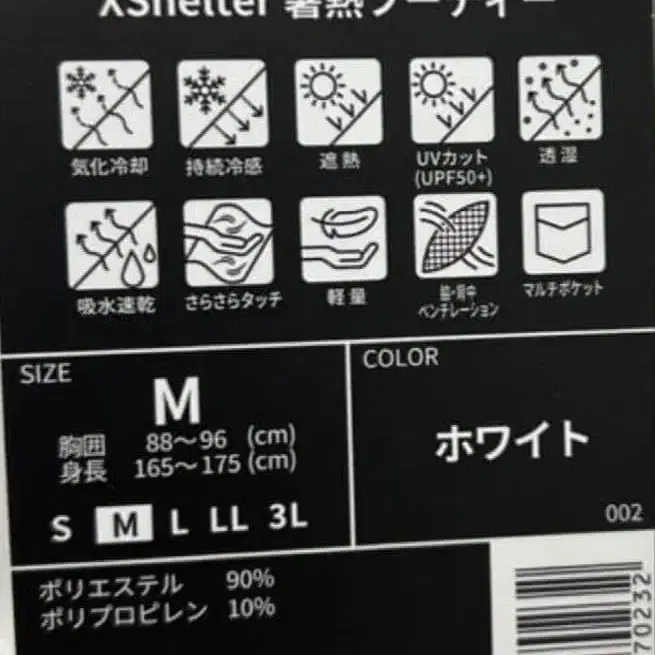 XShelter 暑熱フーディー
気化冷却 持続冷感 遮熱 UVカット 透湿
(UPF50+)
吸水速乾 さらさらタッチ 軽量 脇・背中 マルチポケット
ベンチレーション
SIZE
M
胸囲 88～96 (cm)
身長 165～175 (cm)
S M L LL 3L
COLOR
ホワイト
002
ポリエステル 90%
ポリプロピレン 10%
70232